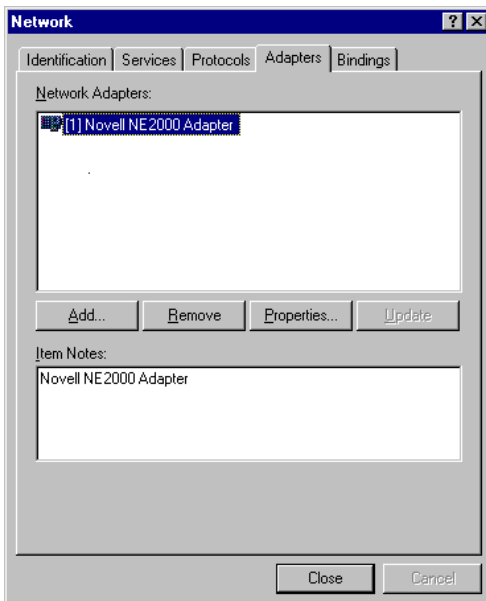 Network
Identification Services Protocols Adapters Bindings
Network Adapters:
[1] Novell NE2000 Adapter
Add... Remove Properties... Update
Item Notes:
Novell NE2000 Adapter
Close Cancel